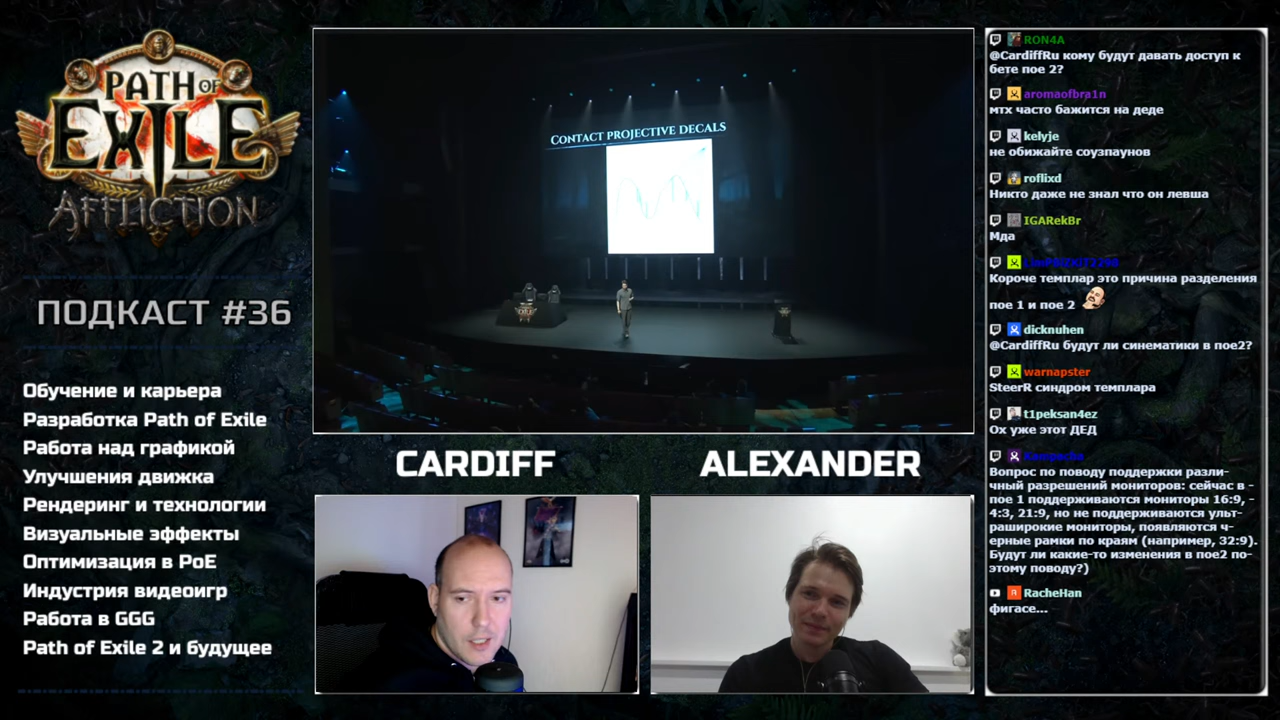 PATH OF
EXILE
AFFLICTION
ПОДКАСТ #36
Обучение и карьера
Разработка Path of Exile
Работа над графикой
Улучшения движка
Рендеринг и технологии
Визуальные эффекты
Оптимизация в PoE
Индустрия видеоигр
Работа в GGG
Path of Exile 2 и будущее
CONTACT PROJECTIVE DECALS
CARDIFF
ALEXANDER
RON4A
@CardiffRu кому будут давать доступ к
бете пое 2?
aromaofbra1n
мтх часто бажится на деде
kelyje
не обижайте соузпаунов
roflixd
Никто даже не знал что он левша
IGARekBr
Мда
Короче темплар это причина разделения
пое 1 и пое 2
dicknuhen
@CardiffRu будут ли синематики в пое2?
warnapster
SteerR синдром темплара
t1peksan4ez
Ох уже этот ДЕД
Вопрос по поводу поддержки разли-
чный разрешений мониторов: сейчас в -
пое 1 поддерживаются мониторы 16:9, -
4:3, 21:9, но не поддерживаются ульт-
раширокие мониторы, появляются ч-
ерные рамки по краям (например, 32:9).
Будут ли какие-то изменения в пое2 по-
этому поводу?)
RacheHan
фигасе...